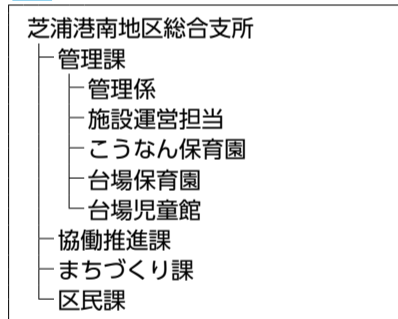 芝浦港南地区総合支所
管理課
管理係
施設運営担当
こうなん保育園
台場保育園
台場児童館
協働推進課
まちづくり課
区民課